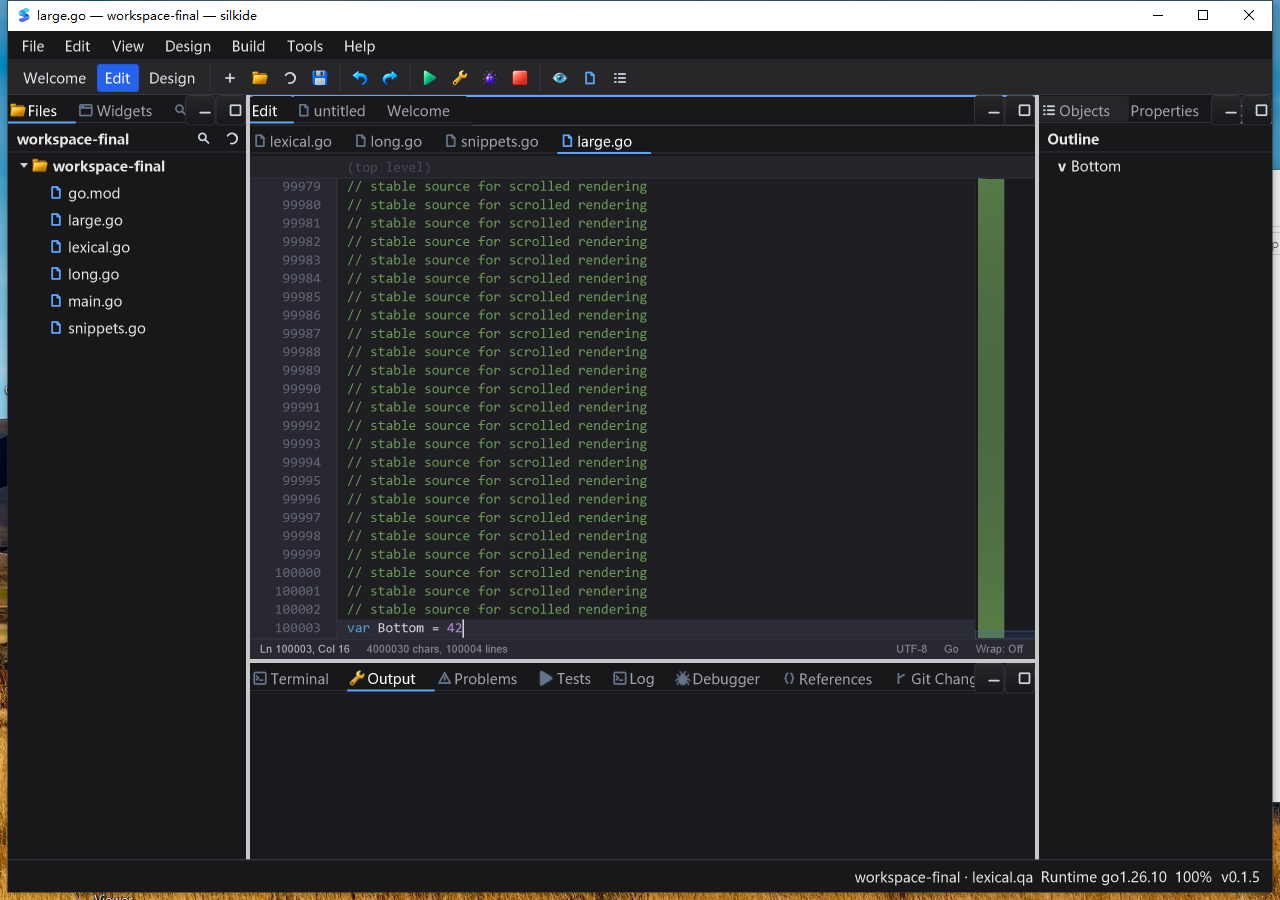 large.go — workspace-final — silkide
File Edit View Design Build Tools Help
Welcome Edit Design
Files Widgets
Edit untitled Welcome
Objects Properties
workspace-final
lexical.go long.go snippets.go large.go
Outline
workspace-final
(top level)
v Bottom
go.mod
large.go
lexical.go
long.go
main.go
snippets.go
99979 // stable source for scrolled rendering
99980 // stable source for scrolled rendering
99981 // stable source for scrolled rendering
99982 // stable source for scrolled rendering
99983 // stable source for scrolled rendering
99984 // stable source for scrolled rendering
99985 // stable source for scrolled rendering
99986 // stable source for scrolled rendering
99987 // stable source for scrolled rendering
99988 // stable source for scrolled rendering
99989 // stable source for scrolled rendering
99990 // stable source for scrolled rendering
99991 // stable source for scrolled rendering
99992 // stable source for scrolled rendering
99993 // stable source for scrolled rendering
99994 // stable source for scrolled rendering
99995 // stable source for scrolled rendering
99996 // stable source for scrolled rendering
99997 // stable source for scrolled rendering
99998 // stable source for scrolled rendering
99999 // stable source for scrolled rendering
100000 // stable source for scrolled rendering
100001 // stable source for scrolled rendering
100002 // stable source for scrolled rendering
100003 var Bottom = 42
Ln 100003, Col 16 4000030 chars, 100004 lines UTF-8 Go Wrap: Off
Terminal Output Problems Tests Log Debugger References Git Chang
workspace-final · lexical.qa Runtime go1.26.10 100% v0.1.5